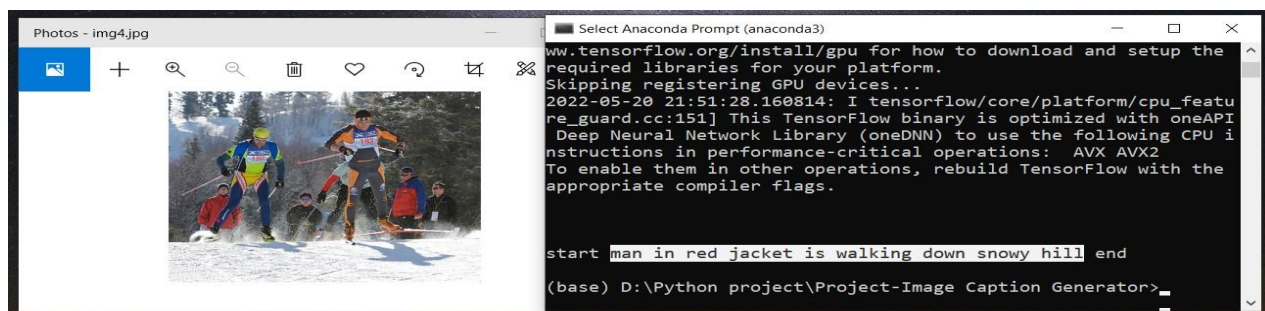 Photos - img4.jpg
Select Anaconda Prompt (anaconda3)
ww.tensorflow.org/install/gpu for how to download and setup the
required libraries for your platform.
Skipping registering GPU devices...
2022-05-20 21:51:28.160814: I tensorflow/core/platform/cpu_featu
re_guard.cc:151] This TensorFlow binary is optimized with oneAPI
 Deep Neural Network Library (oneDNN) to use the following CPU i
nstructions in performance-critical operations:  AVX AVX2
To enable them in other operations, rebuild TensorFlow with the
appropriate compiler flags.
start man in red jacket is walking down snowy hill end
(base) D:\Python project\Project-Image Caption Generator>